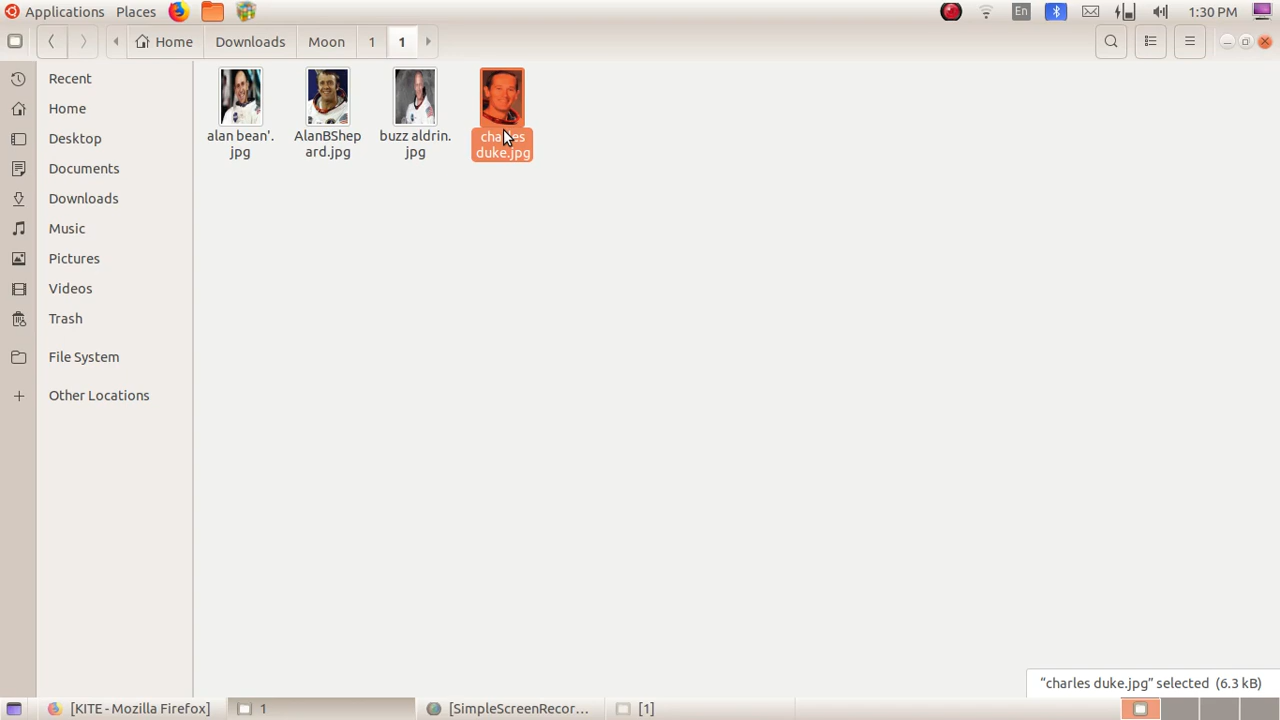 Applications Places En 1:30 PM
Home Downloads Moon 1 1
Recent
Home
Desktop
Documents
Downloads
Music
Pictures
Videos
Trash
File System
Other Locations
alan bean'.
jpg
AlanBShep
ard.jpg
buzz aldrin.
jpg
charles
duke.jpg
“charles duke.jpg” selected (6.3 kB)
[KITE - Mozilla Firefox] 1 [SimpleScreenRecor... [1]